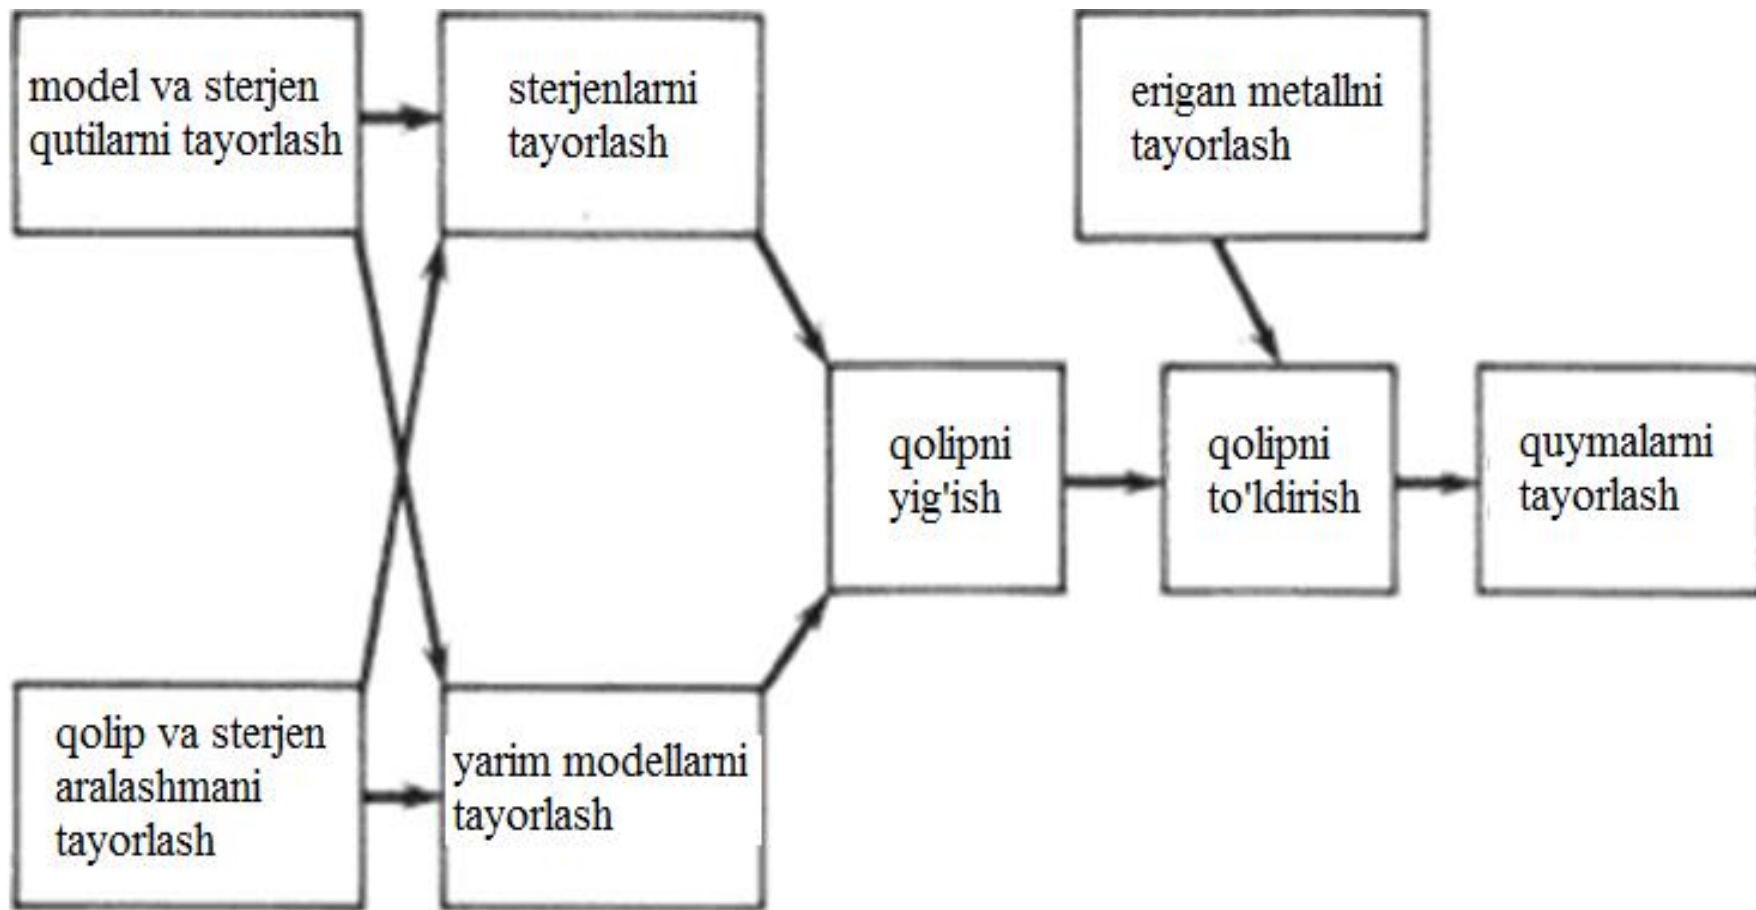 model va sterjen
qutilarni tayorlash
sterjenlarni
tayorlash
erigan metallni
tayorlash
qolipni
yig'ish
qolipni
to'ldirish
quymalarni
tayorlash
qolip va sterjen
aralashmani
tayorlash
yarim modellarni
tayorlash